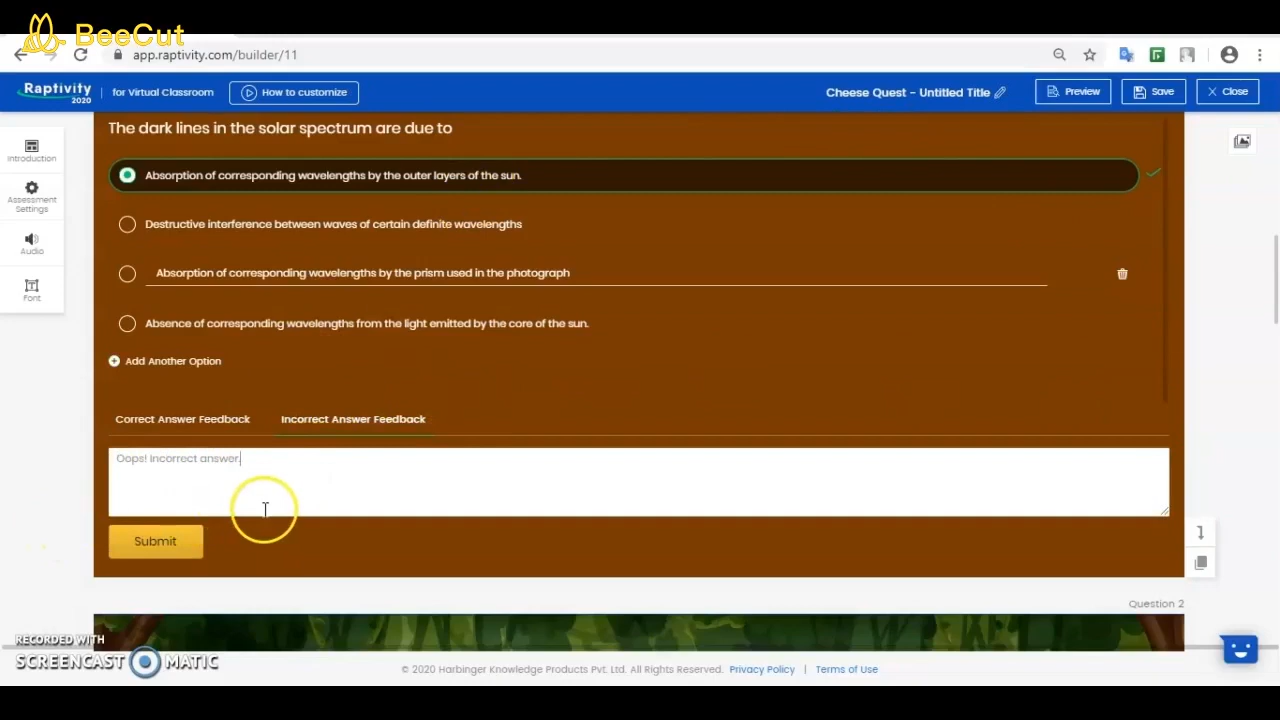 BeeCut
app.raptivity.com/builder/11
Raptivity
2020
for Virtual Classroom
How to customize
Cheese Quest - Untitled Title
Preview
Save
Close
Introduction
Assessment
Settings
Audio
Font
The dark lines in the solar spectrum are due to
Absorption of corresponding wavelengths by the outer layers of the sun.
Destructive interference between waves of certain definite wavelengths
Absorption of corresponding wavelengths by the prism used in the photograph
Absence of corresponding wavelengths from the light emitted by the core of the sun.
Add Another Option
Correct Answer Feedback
Incorrect Answer Feedback
Oops! Incorrect answer.
Submit
Question 2
RECORDED WITH
SCREENCAST MATIC
© 2020 Harbinger Knowledge Products Pvt. Ltd. All Rights Reserved. Privacy Policy | Terms of Use